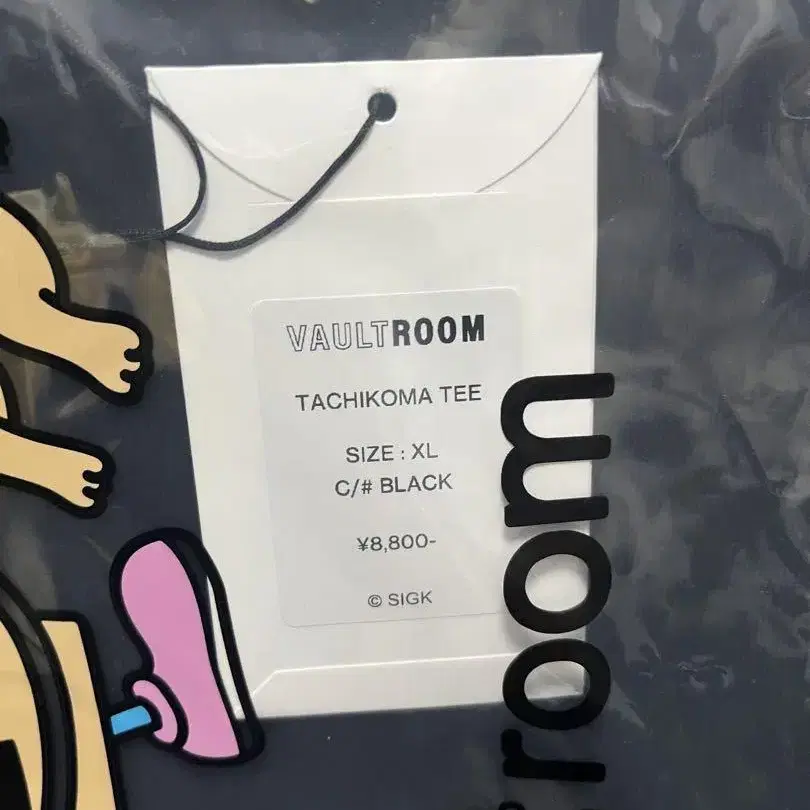 VAULTROOM
TACHIKOMA TEE
SIZE : XL
C/# BLACK
¥8,800-
© SIGK
room